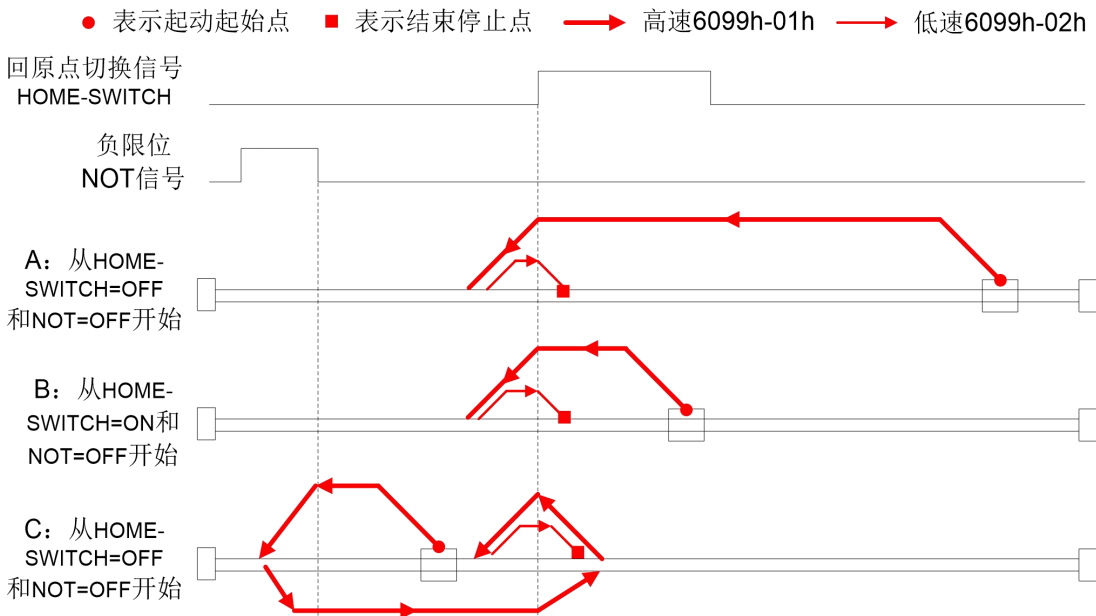 表示起动起始点 表示结束停止点 高速6099h-01h 低速6099h-02h
回原点切换信号
HOME-SWITCH
负限位
NOT信号
A：从HOME-
SWITCH=OFF
和NOT=OFF开始
B：从HOME-
SWITCH=ON和
NOT=OFF开始
C：从HOME-
SWITCH=OFF
和NOT=OFF开始